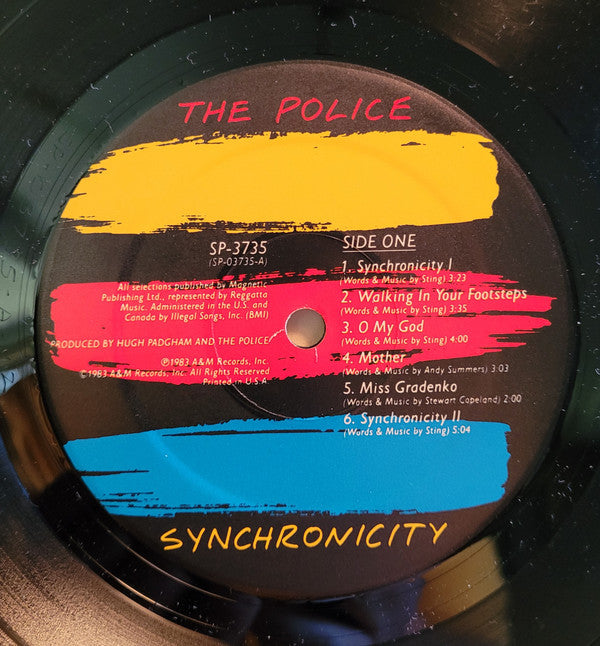 THE POLICE
SP-3735
(SP-03735-A)
All selections published by Magnetic
Publishing Ltd., represented by Reggatta
Music. Administered in the U.S. and
Canada by Illegal Songs, Inc. (BMI)
PRODUCED BY HUGH PADGHAM AND THE POLICE
℗1983 A&M Records, Inc.
©1983 A&M Records, Inc. All Rights Reserved
Printed in U.S.A.
SIDE ONE
1. Synchronicity I
(Words & Music by Sting) 3:23
2. Walking In Your Footsteps
(Words & Music by Sting) 3:35
3. O My God
(Words & Music by Sting) 4:00
4. Mother
(Words & Music by Andy Summers) 3:03
5. Miss Gradenko
(Words & Music by Stewart Copeland) 2:00
6. Synchronicity II
(Words & Music by Sting) 5:04
SYNCHRONICITY